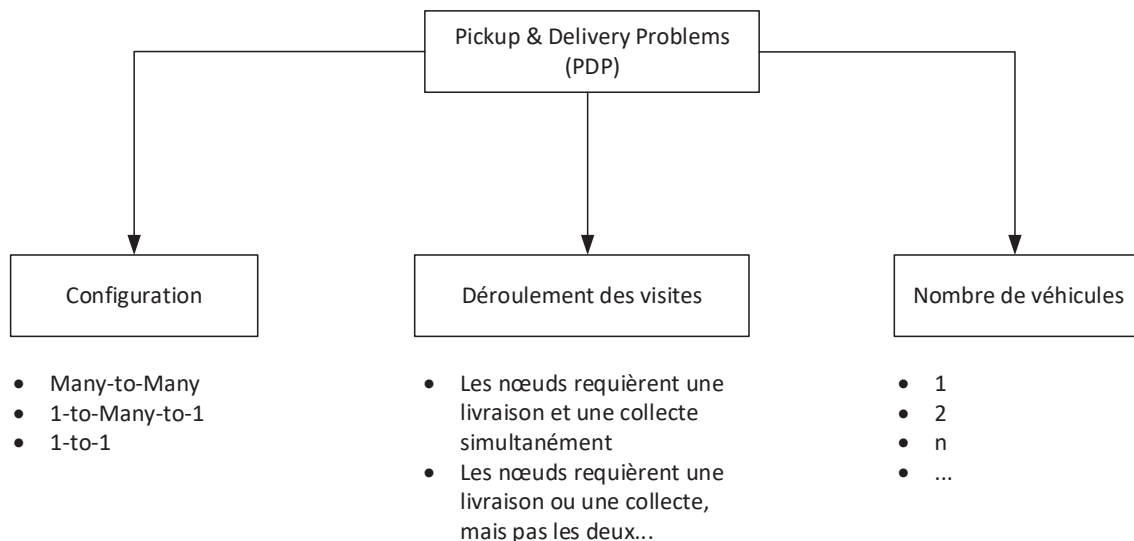 Pickup & Delivery Problems
(PDP)
Configuration
Déroulement des visites
Nombre de véhicules
• Many-to-Many
• 1-to-Many-to-1
• 1-to-1
• Les nœuds requièrent une
livraison et une collecte
simultanément
• Les nœuds requièrent une
livraison ou une collecte,
mais pas les deux...
• 1
• 2
• n
• ...